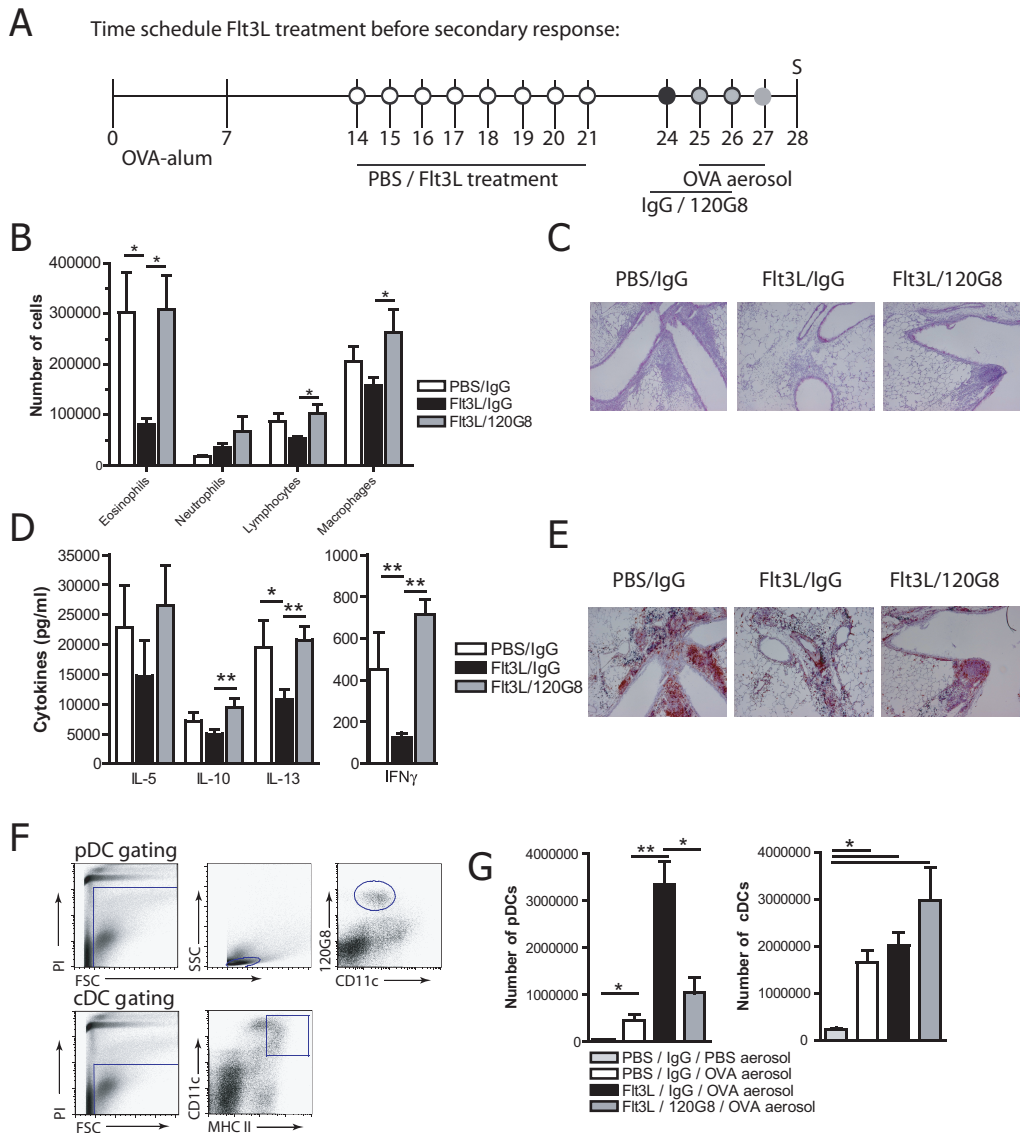 A
Time schedule Flt3L treatment before secondary response:
S
0 7 14 15 16 17 18 19 20 21 24 25 26 27 28
OVA-alum
PBS / Flt3L treatment
OVA aerosol
IgG / 120G8
B
Number of cells
400000
300000
200000
100000
0
* * * *
Eosinophils
Neutrophils
Lymphocytes
Macrophages
PBS/IgG
Flt3L/IgG
Flt3L/120G8
C
PBS/IgG Flt3L/IgG Flt3L/120G8
D
Cytokines (pg/ml)
35000
30000
25000
20000
15000
10000
5000
0
** * **
IL-5 IL-10 IL-13
1000
800
600
400
200
0
** **
IFNγ
PBS/IgG
Flt3L/IgG
Flt3L/120G8
E
PBS/IgG Flt3L/IgG Flt3L/120G8
F
pDC gating
PI
FSC
SSC
120G8
CD11c
cDC gating
PI
FSC
CD11c
MHC II
G
Number of pDCs
4000000
3000000
2000000
1000000
0
* ** *
Number of cDCs
4000000
3000000
2000000
1000000
0
*
PBS / IgG / PBS aerosol
PBS / IgG / OVA aerosol
Flt3L / IgG / OVA aerosol
Flt3L / 120G8 / OVA aerosol